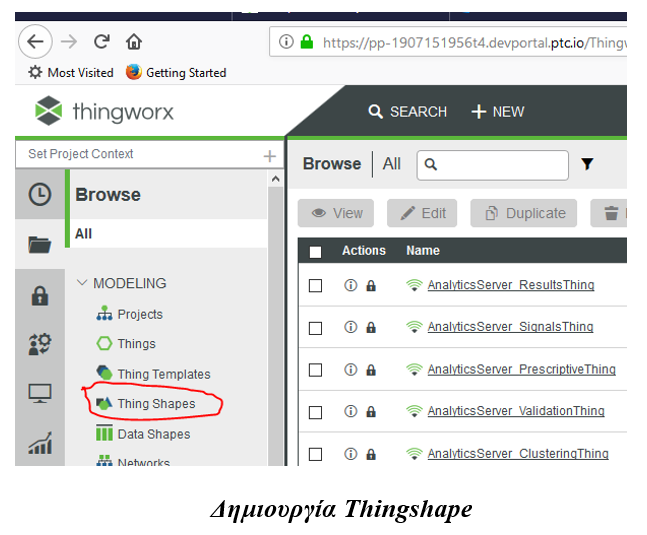 https://pp-1907151956t4.devportal.ptc.io/Thingw
Most Visited Getting Started
thingworx
SEARCH NEW
Set Project Context
Browse All
Browse
All
View Edit Duplicate
Actions Name
MODELING
Projects
Things
Thing Templates
Thing Shapes
Data Shapes
Networks
AnalyticsServer_ResultsThing
AnalyticsServer_SignalsThing
AnalyticsServer_PrescriptiveThing
AnalyticsServer_ValidationThing
AnalyticsServer_ClusteringThing
Δημιουργία Thingshape